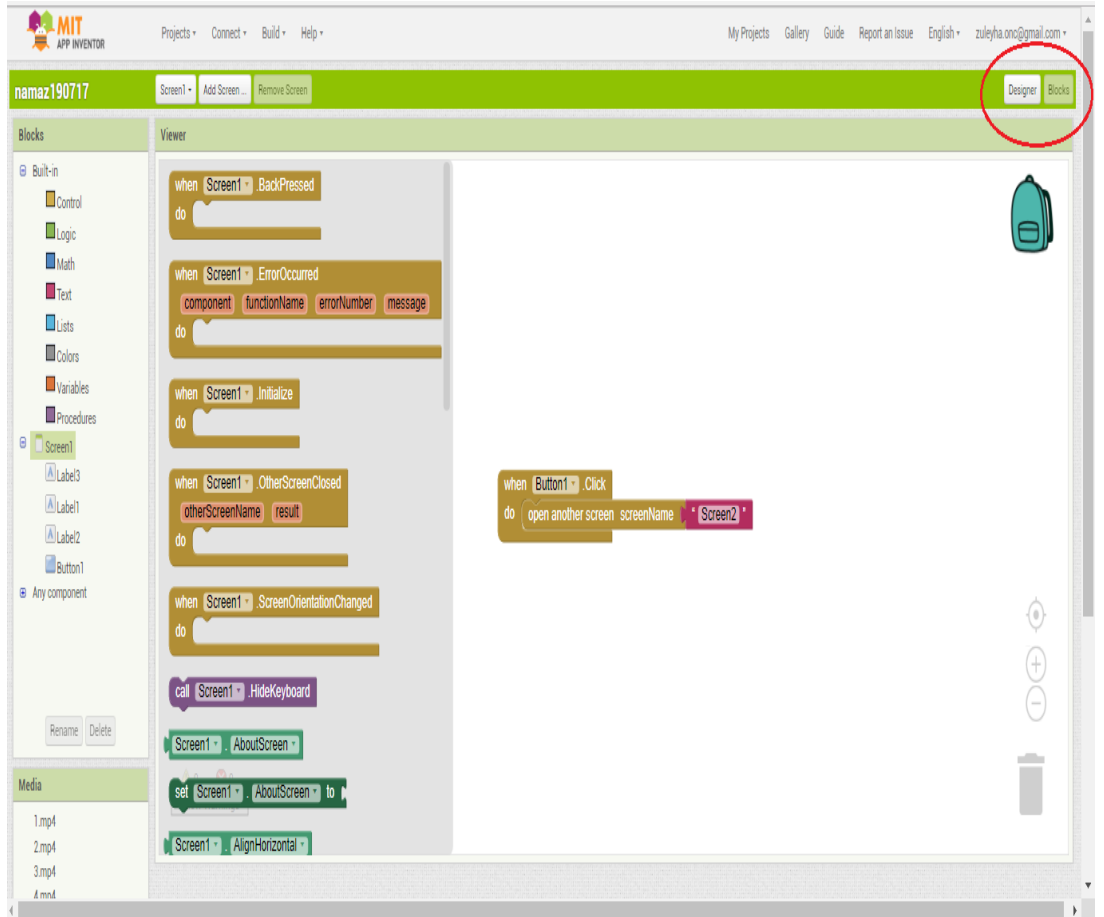 MIT
APP INVENTOR
Projects Connect Build Help
My Projects Gallery Guide Report an Issue English zuleyha.onc@gmail.com
namaz190717 Screen1 Add Screen ... Remove Screen Designer Blocks
Blocks
Built-in
Control
Logic
Math
Text
Lists
Colors
Variables
Procedures
Screen1
Label3
Label1
Label2
Button1
Any component
Rename Delete
Media
1.mp4
2.mp4
3.mp4
4.mp4
Viewer
when Screen1 .BackPressed
do
when Screen1 .ErrorOccurred
component functionName errorNumber message
do
when Screen1 .Initialize
do
when Screen1 .OtherScreenClosed
otherScreenName result
do
when Screen1 .ScreenOrientationChanged
do
call Screen1 .HideKeyboard
Screen1 . AboutScreen
set Screen1 . AboutScreen to
Screen1 . AlignHorizontal
when Button1 .Click
do open another screen screenName " Screen2 "